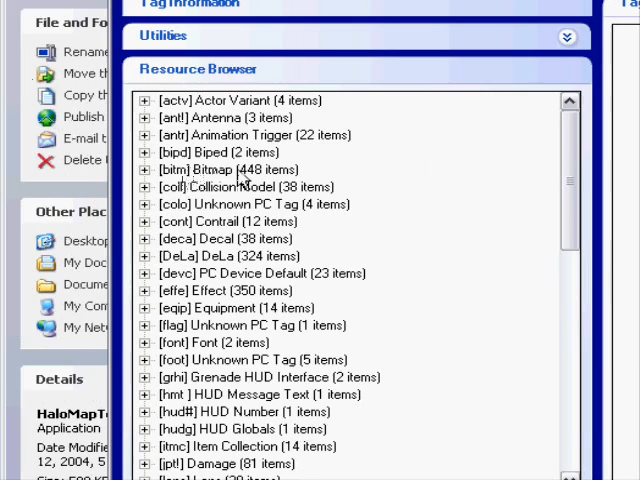 Tag Information
Utilities
Resource Browser
[actv] Actor Variant (4 items)
[ant!] Antenna (3 items)
[antr] Animation Trigger (22 items)
[bipd] Biped (2 items)
[bitm] Bitmap (448 items)
[coll] Collision Model (38 items)
[colo] Unknown PC Tag (4 items)
[cont] Contrail (12 items)
[deca] Decal (38 items)
[DeLa] DeLa (324 items)
[devc] PC Device Default (23 items)
[effe] Effect (350 items)
[eqip] Equipment (14 items)
[flag] Unknown PC Tag (1 items)
[font] Font (2 items)
[foot] Unknown PC Tag (5 items)
[grhi] Grenade HUD Interface (2 items)
[hmt ] HUD Message Text (1 items)
[hud#] HUD Number (1 items)
[hudg] HUD Globals (1 items)
[itmc] Item Collection (14 items)
[jpt!] Damage (81 items)
File and Fo
Rename
Move th
Copy th
Publish
E-mail t
Delete
Other Plac
Desktop
My Doc
Docume
My Com
My Net
Details
HaloMapTo
Application
Date Modifie
12, 2004, 5